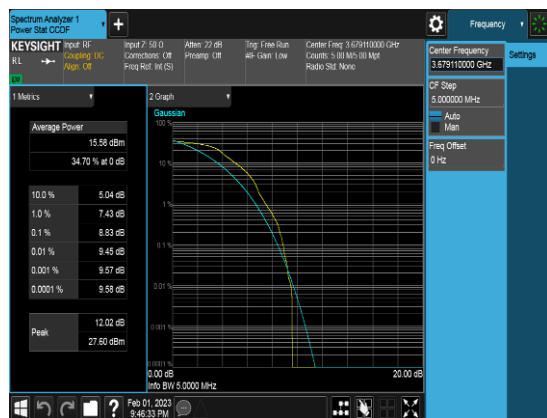 Spectrum Analyzer 1
Power Stat CCDF
+
Frequency
KEYSIGHT
RL
Input: RF
Coupling: DC
Align: Off
Input Z: 50 Ω
Corrections: Off
Freq Ref: Int (S)
Atten: 22 dB
Preamp: Off
Trig: Free Run
#IF Gain: Low
Center Freq: 3.679110000 GHz
Counts: 5.00 M/5.00 Mpt
Radio Std: None
Center Frequency
3.679110000 GHz
Settings
CF Step
5.000000 MHz
Auto
Man
Freq Offset
0 Hz
1 Metrics
2 Graph
Average Power
15.58 dBm
34.70 % at 0 dB
10.0 % 5.04 dB
1.0 % 7.43 dB
0.1 % 8.83 dB
0.01 % 9.45 dB
0.001 % 9.57 dB
0.0001 % 9.58 dB
Peak
12.02 dB
27.60 dBm
Gaussian
100 %
10 %
1 %
0.1 %
0.01 %
0.001 %
0.0001 %
0.00 dB
20.00 dB
Info BW 5.0000 MHz
?
Feb 01, 2023
9:46:33 PM